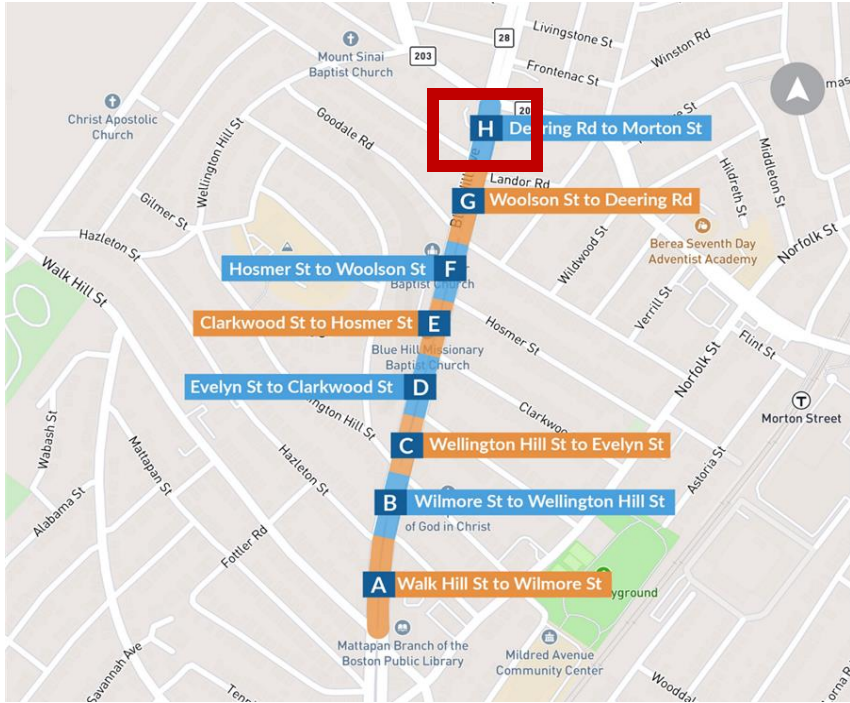 Livingstone St
28
Winston Rd
Mount Sinai
Baptist Church
203
Frontenac St
Christ Apostolic
Church
20
H Deering Rd to Morton St
Goodale Rd
Wellington Hill St
Middleton St
Hildreth St
Landor Rd
G Woolson St to Deering Rd
Gilmer St
Hazleton St
Norfolk St
Berea Seventh Day
Adventist Academy
Wildwood St
Walk Hill St
Hosmer St to Woolson St F
Baptist Church
Verrill St
Clarkwood St to Hosmer St E
Hosmer St
Flint St
Blue Hill Missionary
Baptist Church
Norfolk St
Evelyn St to Clarkwood St D
T
Morton Street
Wabash St
C Wellington Hill St to Evelyn St
Mattapan St
Hazleton St
Astoria St
B Wilmore St to Wellington Hill St
Alabama St
of God in Christ
Fottler Rd
A Walk Hill St to Wilmore St
Mattapan Branch of the
Boston Public Library
Mildred Avenue
Community Center
Savannah Ave